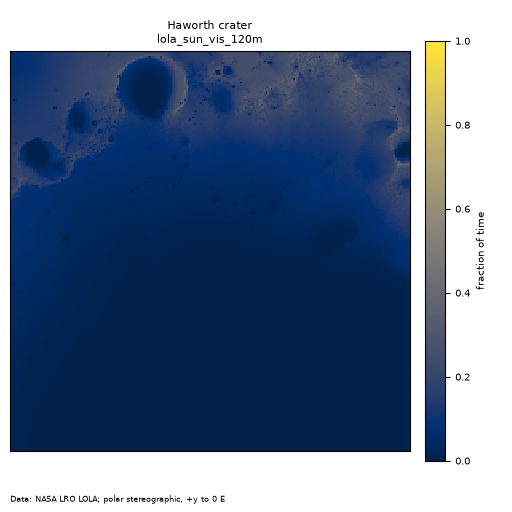 Haworth crater
lola_sun_vis_120m
1.0
0.8
0.6
0.4
0.2
0.0
fraction of time
Data: NASA LRO LOLA; polar stereographic, +y to 0 E